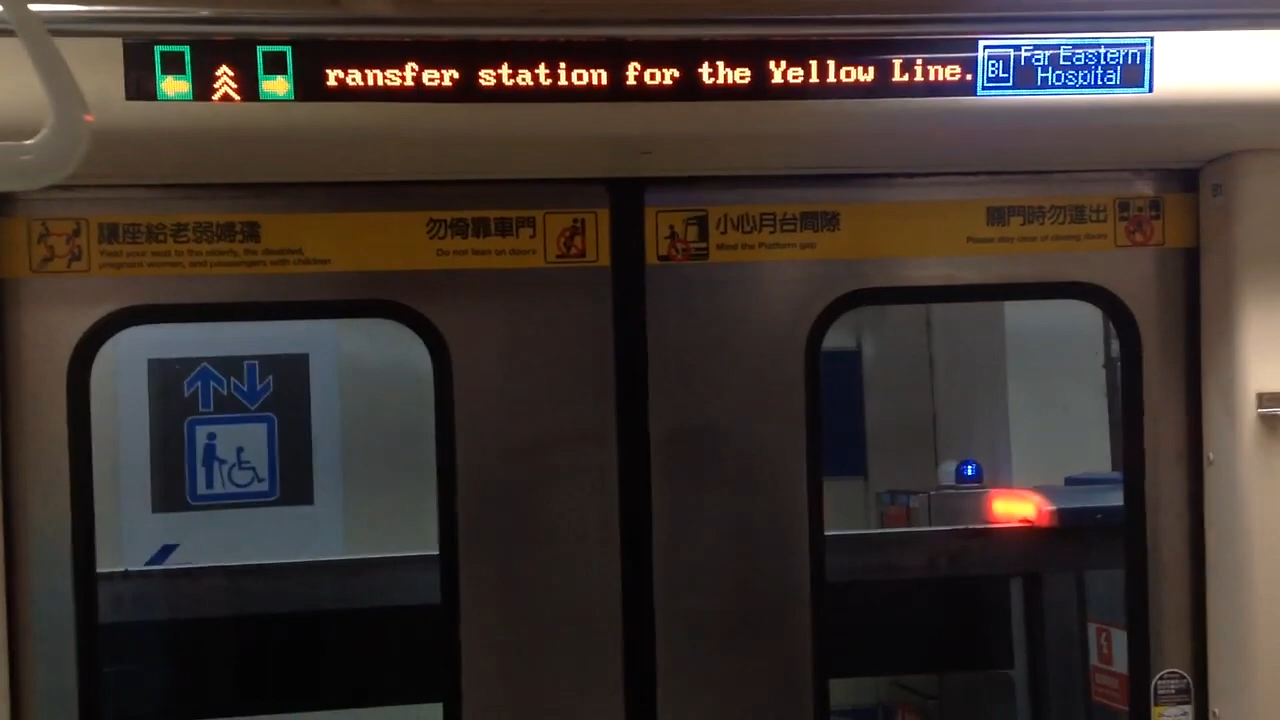 ransfer station for the Yellow Line.
BL
Far Eastern
Hospital
讓座給老弱婦孺
Yield your seat to the elderly, the disabled,
pregnant women, and passengers with children
勿倚靠車門
Do not lean on doors
小心月台間隙
Mind the Platform gap
關門時勿進出
Please stay clear of closing doors